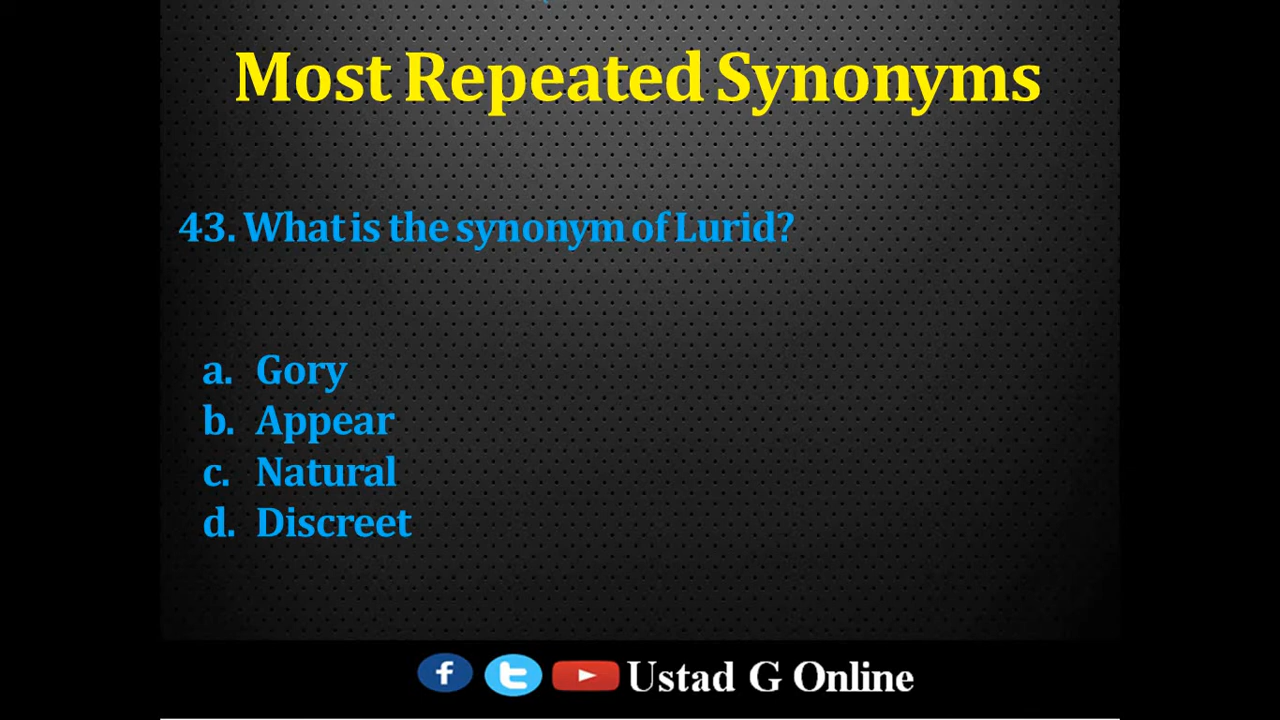 Most Repeated Synonyms
43. What is the synonym of Lurid?
a. Gory
b. Appear
c. Natural
d. Discreet
Ustad G Online